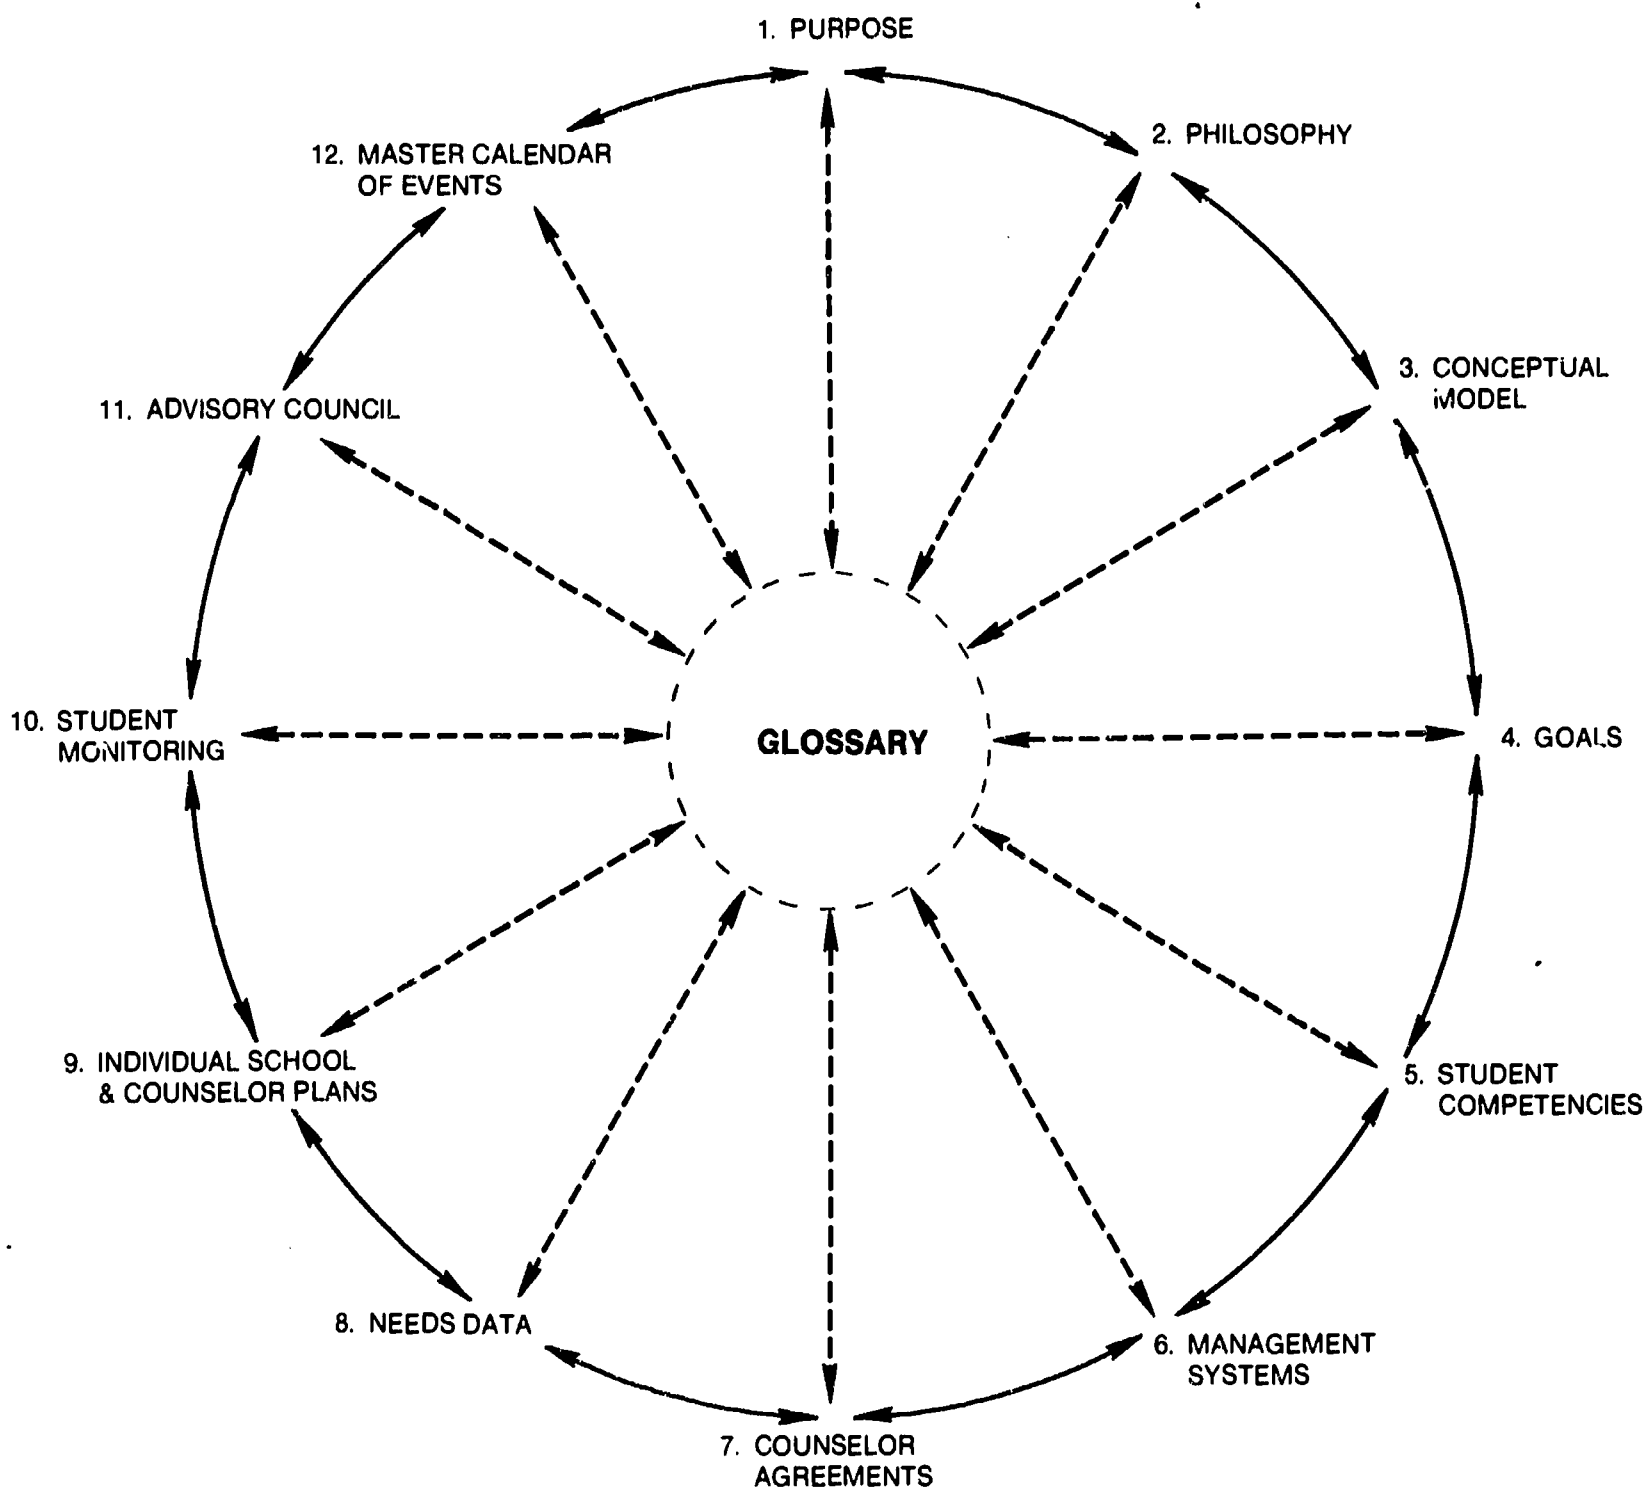 1. PURPOSE
2. PHILOSOPHY
3. CONCEPTUAL
MODEL
4. GOALS
5. STUDENT
COMPETENCIES
6. MANAGEMENT
SYSTEMS
7. COUNSELOR
AGREEMENTS
8. NEEDS DATA
9. INDIVIDUAL SCHOOL
& COUNSELOR PLANS
10. STUDENT
MONITORING
11. ADVISORY COUNCIL
12. MASTER CALENDAR
OF EVENTS
GLOSSARY